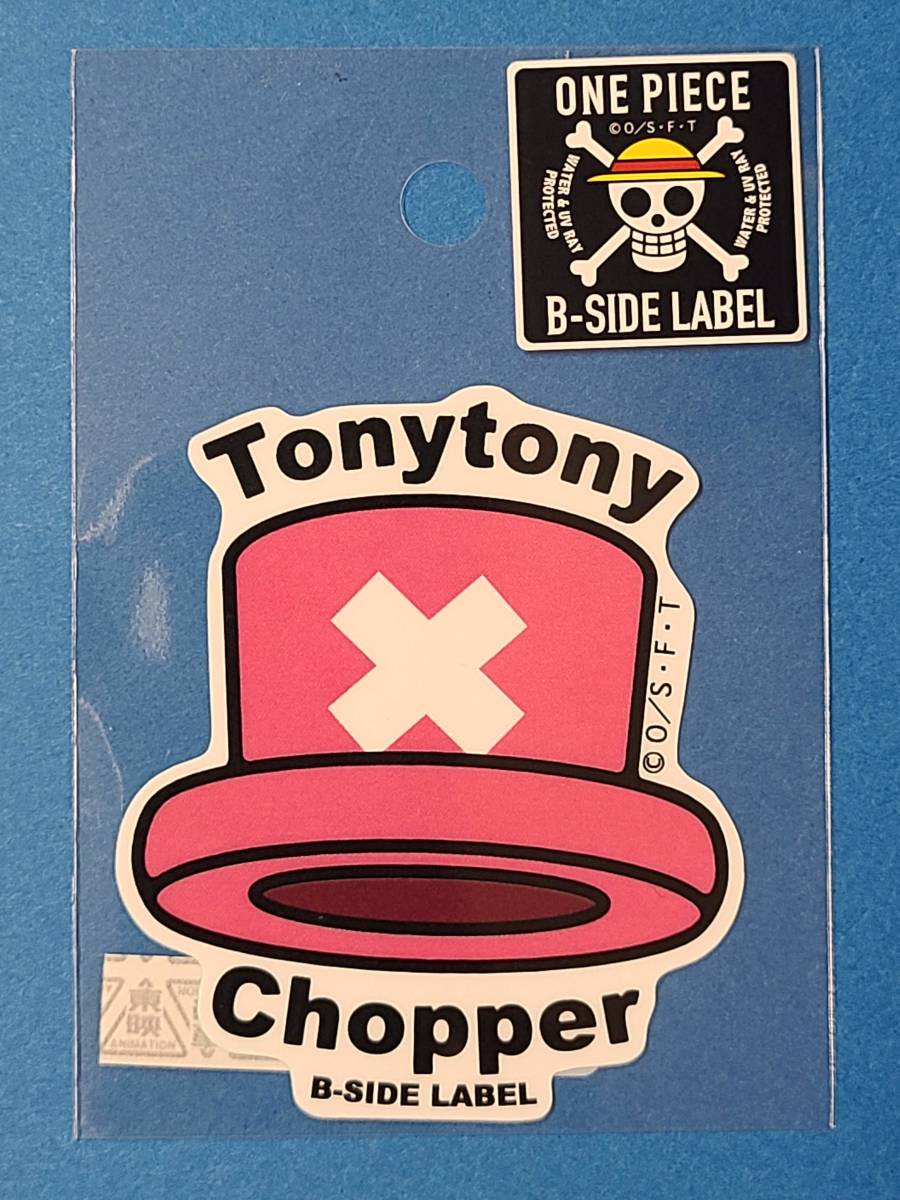 ONE PIECE
©O/S・F・T
WATER & UV RAY
PROTECTED
WATER & UV RAY
PROTECTED
B-SIDE LABEL
Tonytony
©O/S・F・T
Chopper
B-SIDE LABEL
東映
ANIMATION